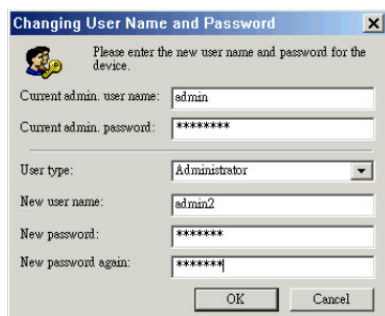 Changing User Name and Password
Please enter the new user name and password for the
device.
Current admin. user name: admin
Current admin. password: ********
User type: Administrator
New user name: admin2
New password: *******
New password again: *******
OK Cancel